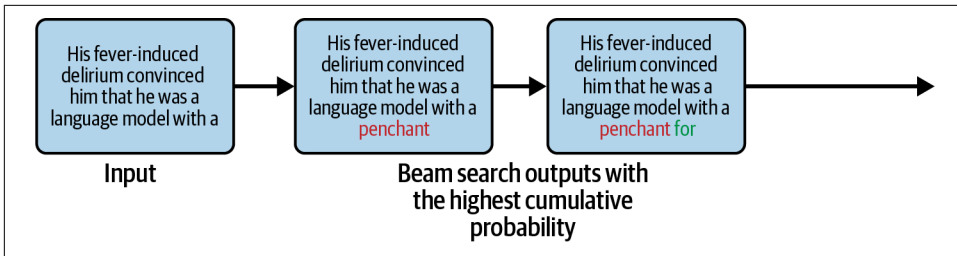 His fever-induced
delirium convinced
him that he was a
language model with a
His fever-induced
delirium convinced
him that he was a
language model with a
penchant
His fever-induced
delirium convinced
him that he was a
language model with a
penchant for
Input
Beam search outputs with
the highest cumulative
probability